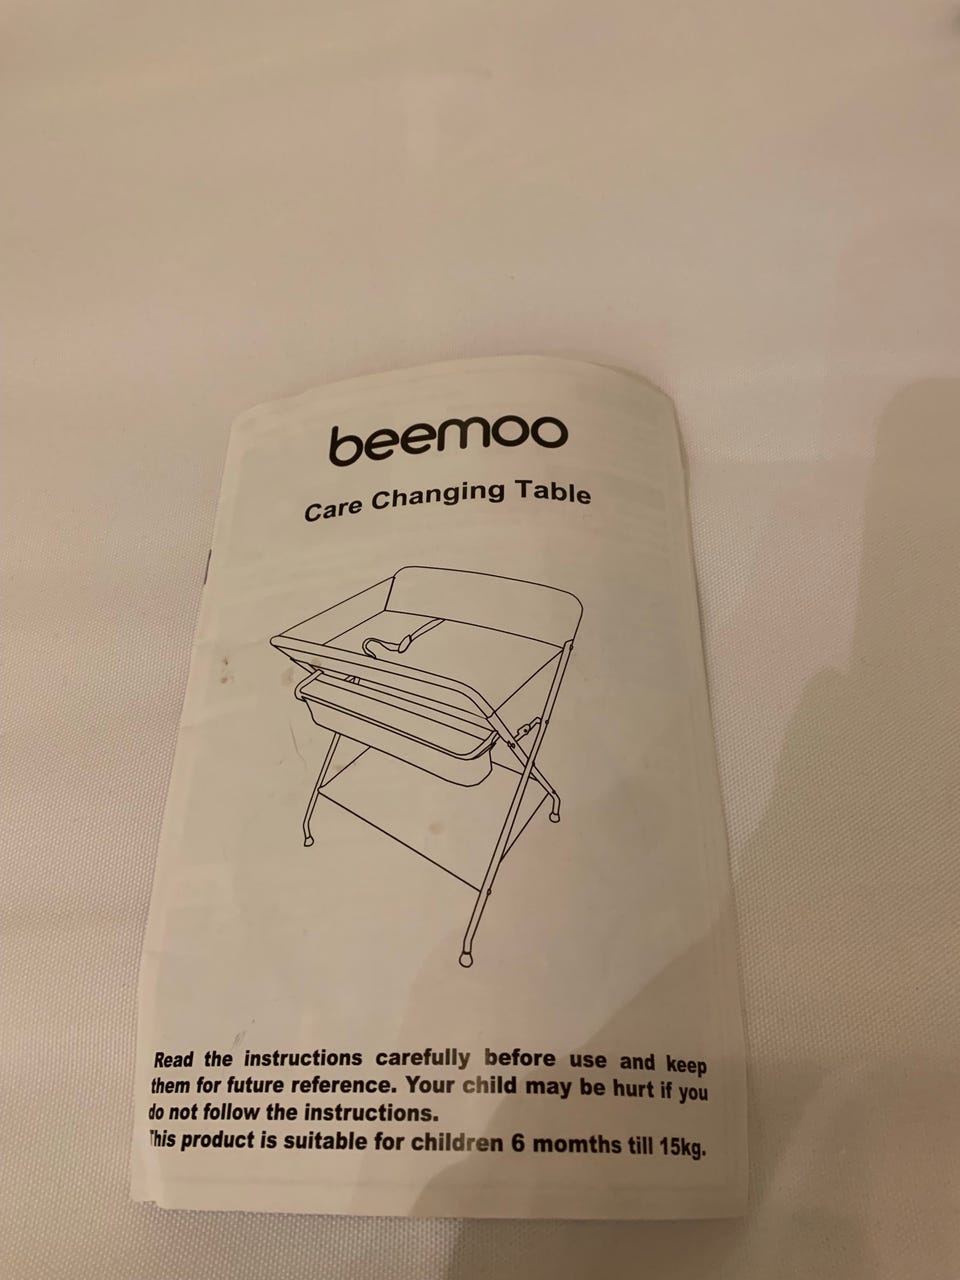 beemoo
Care Changing Table
Read the instructions carefully before use and keep
them for future reference. Your child may be hurt if you
do not follow the instructions.
This product is suitable for children 6 momths till 15kg.